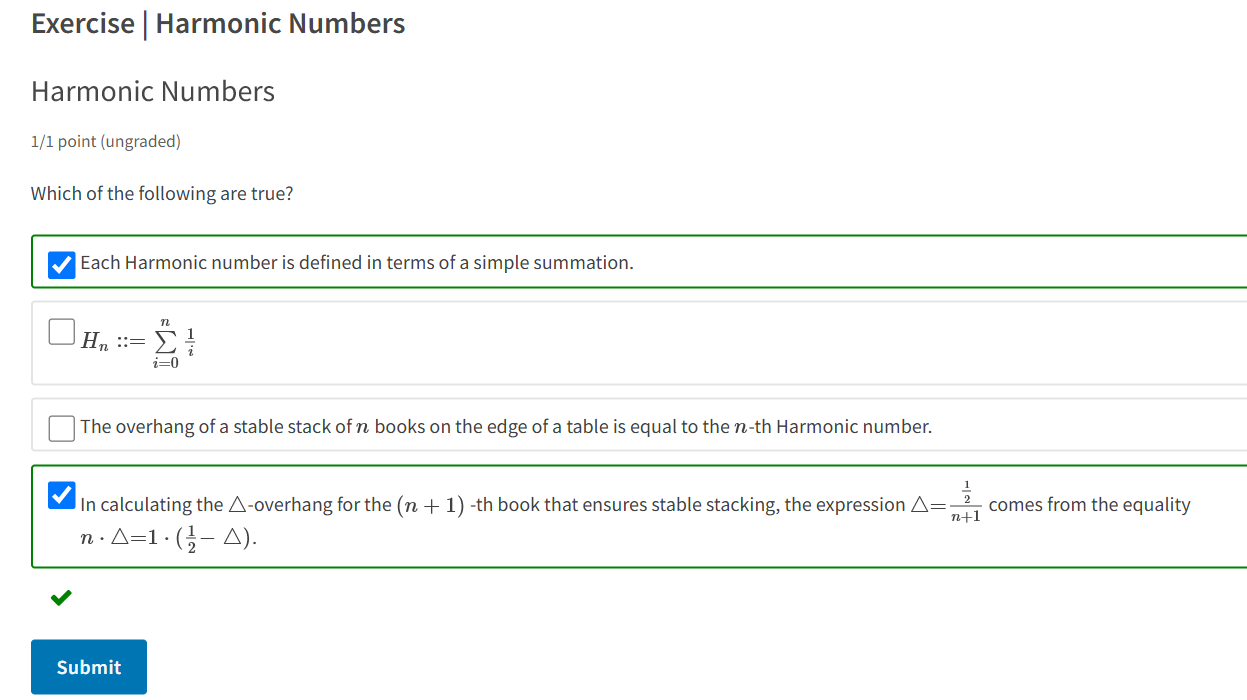 Exercise | Harmonic Numbers
Harmonic Numbers
1/1 point (ungraded)
Which of the following are true?
Each Harmonic number is defined in terms of a simple summation.
$H_n ::= \sum_{i=0}^{n} \frac{1}{i}$
The overhang of a stable stack of $n$ books on the edge of a table is equal to the $n$-th Harmonic number.
In calculating the △-overhang for the $(n + 1)$ -th book that ensures stable stacking, the expression $\triangle = \frac{\frac{1}{2}}{n+1}$ comes from the equality
$n \cdot \triangle = 1 \cdot (\frac{1}{2} - \triangle)$.
Submit